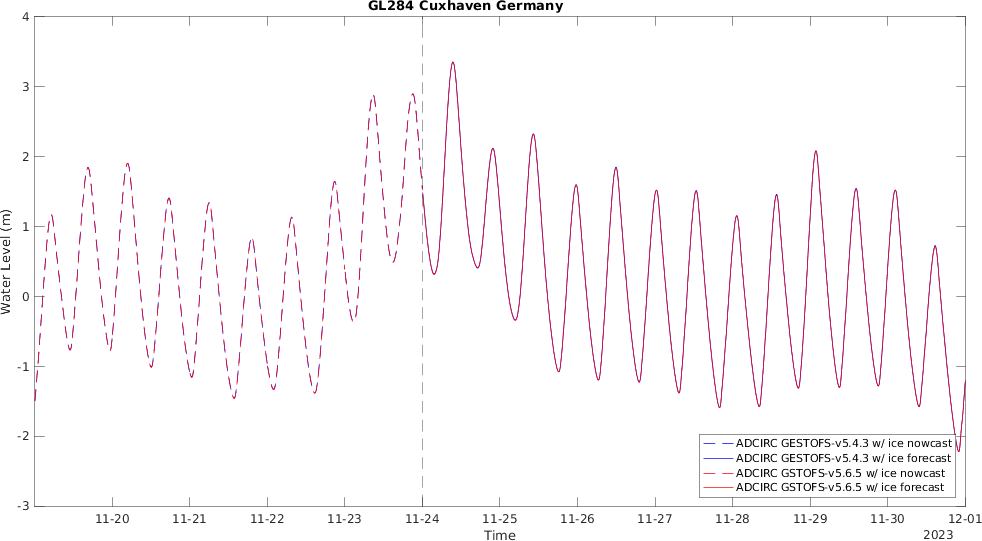 GL284 Cuxhaven Germany
4
3
2
1
0
-1
-2
-3
Water Level (m)
ADCIRC GESTOFS-v5.4.3 w/ ice nowcast
ADCIRC GESTOFS-v5.4.3 w/ ice forecast
ADCIRC GSTOFS-v5.6.5 w/ ice nowcast
ADCIRC GSTOFS-v5.6.5 w/ ice forecast
11-20 11-21 11-22 11-23 11-24 11-25 11-26 11-27 11-28 11-29 11-30 12-01
Time
2023